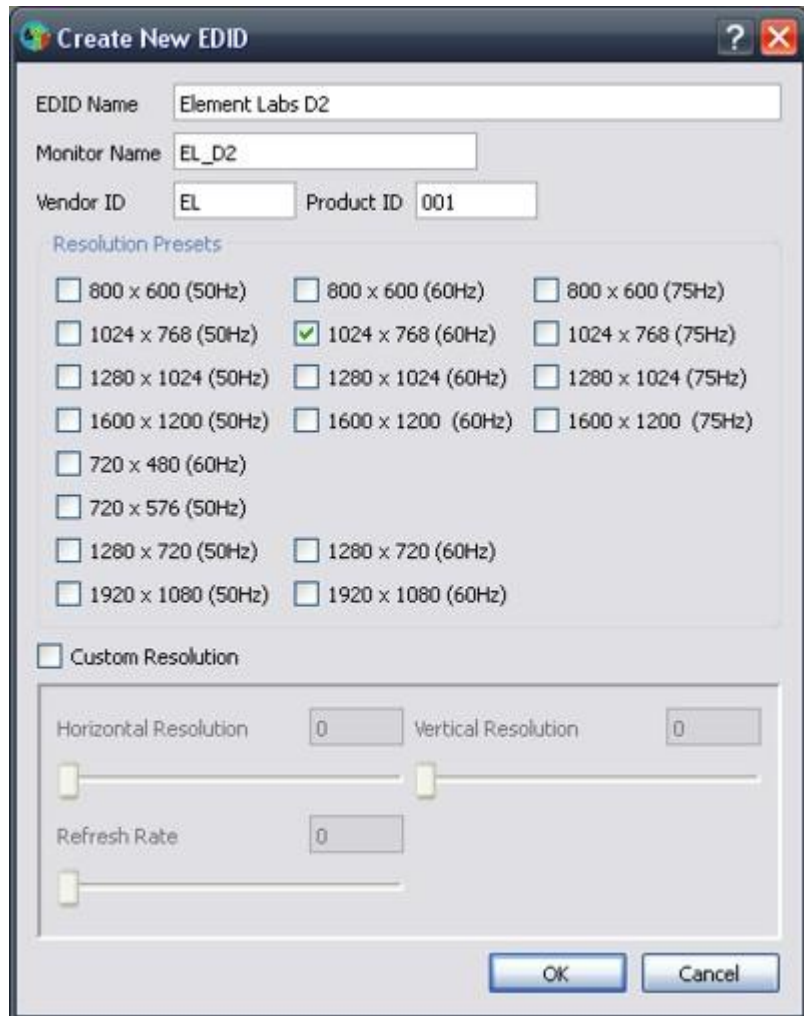 Create New EDID
EDID Name Element Labs D2
Monitor Name EL_D2
Vendor ID EL Product ID 001
Resolution Presets
800 x 600 (50Hz) 800 x 600 (60Hz) 800 x 600 (75Hz)
1024 x 768 (50Hz) 1024 x 768 (60Hz) 1024 x 768 (75Hz)
1280 x 1024 (50Hz) 1280 x 1024 (60Hz) 1280 x 1024 (75Hz)
1600 x 1200 (50Hz) 1600 x 1200 (60Hz) 1600 x 1200 (75Hz)
720 x 480 (60Hz)
720 x 576 (50Hz)
1280 x 720 (50Hz) 1280 x 720 (60Hz)
1920 x 1080 (50Hz) 1920 x 1080 (60Hz)
Custom Resolution
Horizontal Resolution 0 Vertical Resolution 0
Refresh Rate 0
OK Cancel